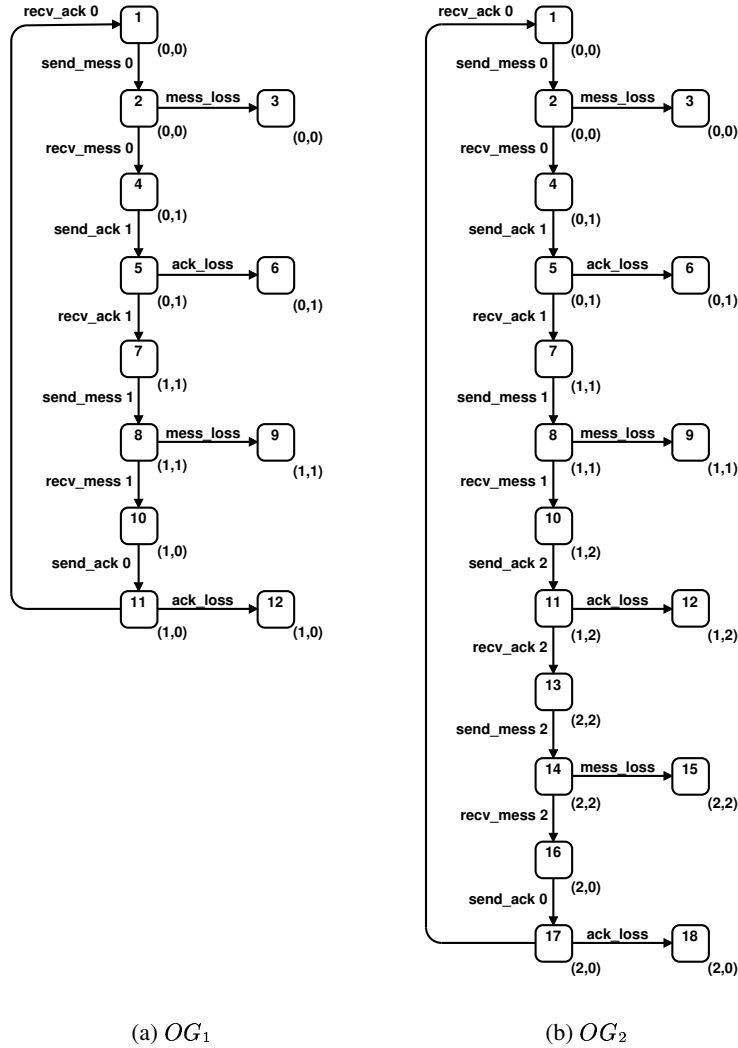 recv_ack 0
1
(0,0)
send_mess 0
2
mess_loss
3
(0,0)
(0,0)
recv_mess 0
4
(0,1)
send_ack 1
5
ack_loss
6
(0,1)
(0,1)
recv_ack 1
7
(1,1)
send_mess 1
8
mess_loss
9
(1,1)
(1,1)
recv_mess 1
10
(1,0)
send_ack 0
11
ack_loss
12
(1,0)
(1,0)
(a) OG1
recv_ack 0
1
(0,0)
send_mess 0
2
mess_loss
3
(0,0)
(0,0)
recv_mess 0
4
(0,1)
send_ack 1
5
ack_loss
6
(0,1)
(0,1)
recv_ack 1
7
(1,1)
send_mess 1
8
mess_loss
9
(1,1)
(1,1)
recv_mess 1
10
(1,2)
send_ack 2
11
ack_loss
12
(1,2)
(1,2)
recv_ack 2
13
(2,2)
send_mess 2
14
mess_loss
15
(2,2)
(2,2)
recv_mess 2
16
(2,0)
send_ack 0
17
ack_loss
18
(2,0)
(2,0)
(b) OG2